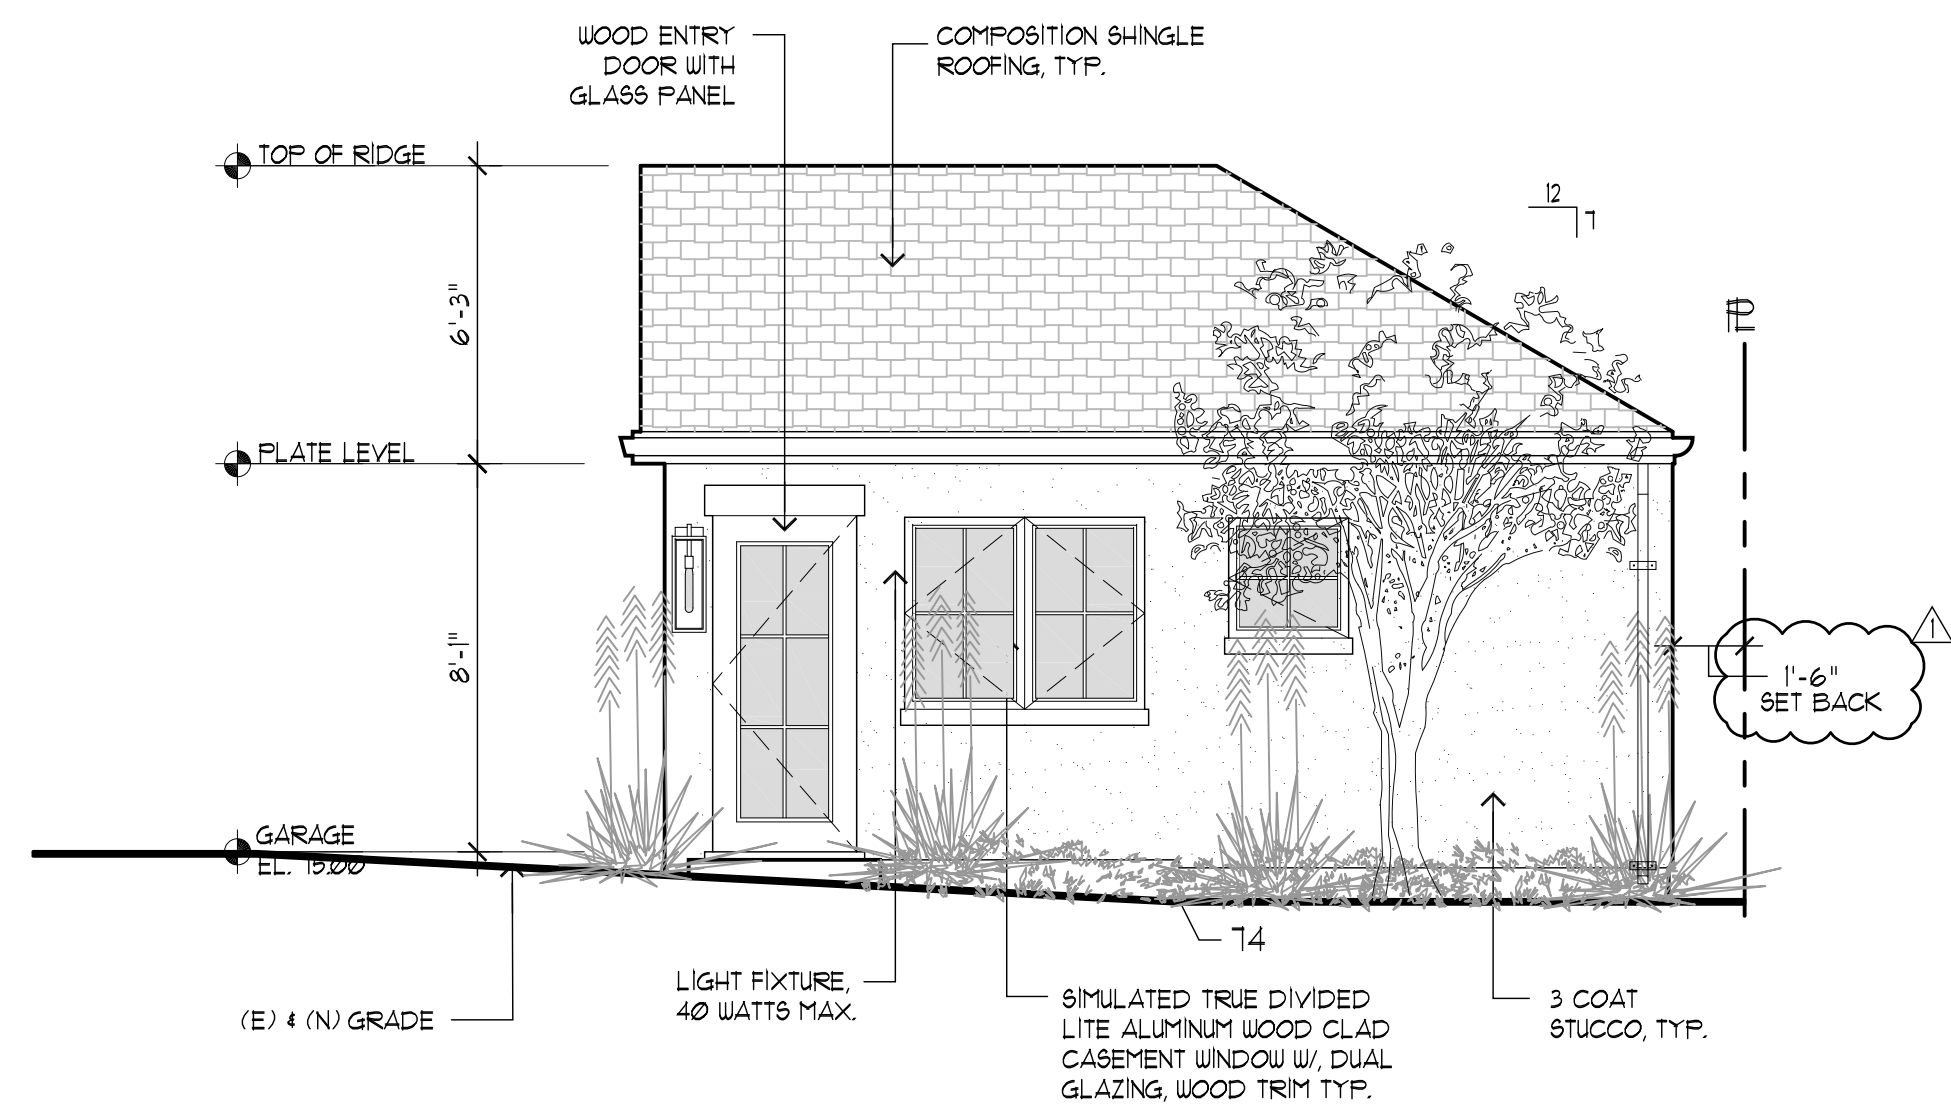 WOOD ENTRY
DOOR WITH
GLASS PANEL
COMPOSITION SHINGLE
ROOFING, TYP.
TOP OF RIDGE
12
7
6'-3"
PL
PLATE LEVEL
8'-1"
1
1'-6"
SET BACK
GARAGE
EL. 15.00
74
LIGHT FIXTURE,
40 WATTS MAX.
(E) & (N) GRADE
SIMULATED TRUE DIVIDED
LITE ALUMINUM WOOD CLAD
CASEMENT WINDOW W/, DUAL
GLAZING, WOOD TRIM TYP.
3 COAT
STUCCO, TYP.